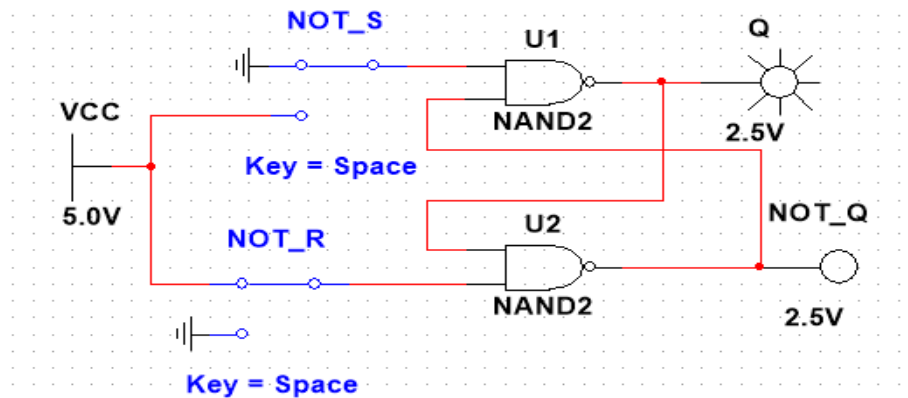 NOT_S
U1
Q
VCC
NAND2
2.5V
Key = Space
5.0V
U2
NOT_Q
NOT_R
NAND2
2.5V
Key = Space